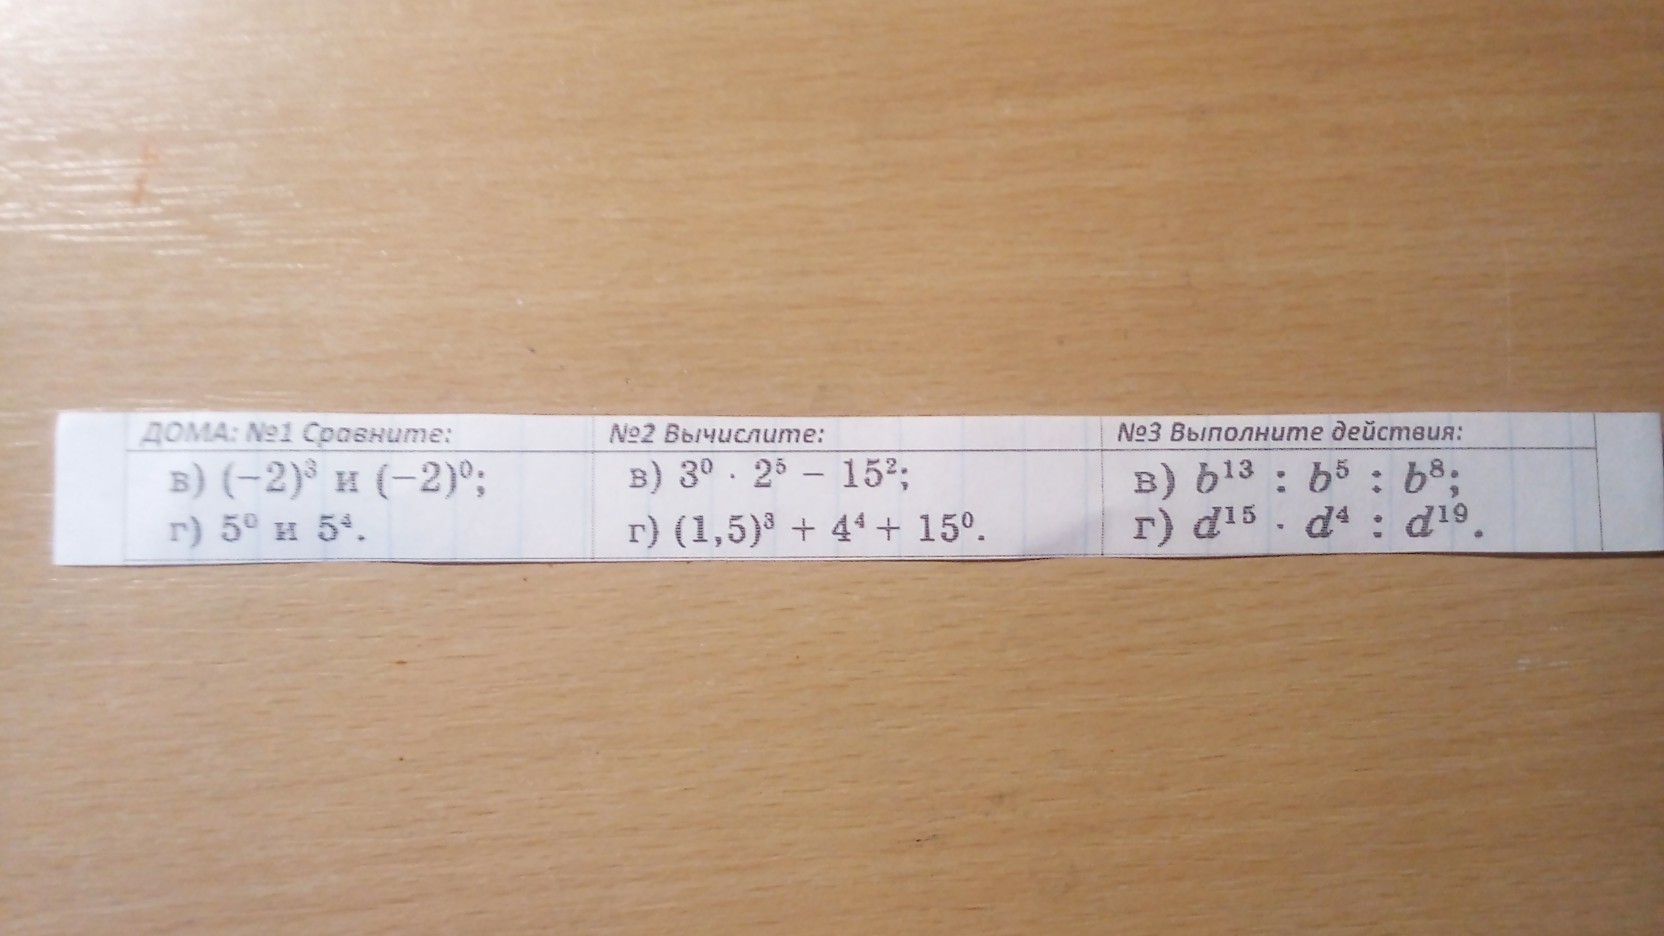 ДОМА: №1 Сравните:
в) (−2)³ и (−2)⁰;
г) 5⁰ и 5⁴.
№2 Вычислите:
в) 3⁰ · 2⁵ − 15²;
г) (1,5)³ + 4⁴ + 15⁰.
№3 Выполните действия:
в) b¹³ : b⁵ : b⁸;
г) d¹⁵ · d⁴ : d¹⁹.